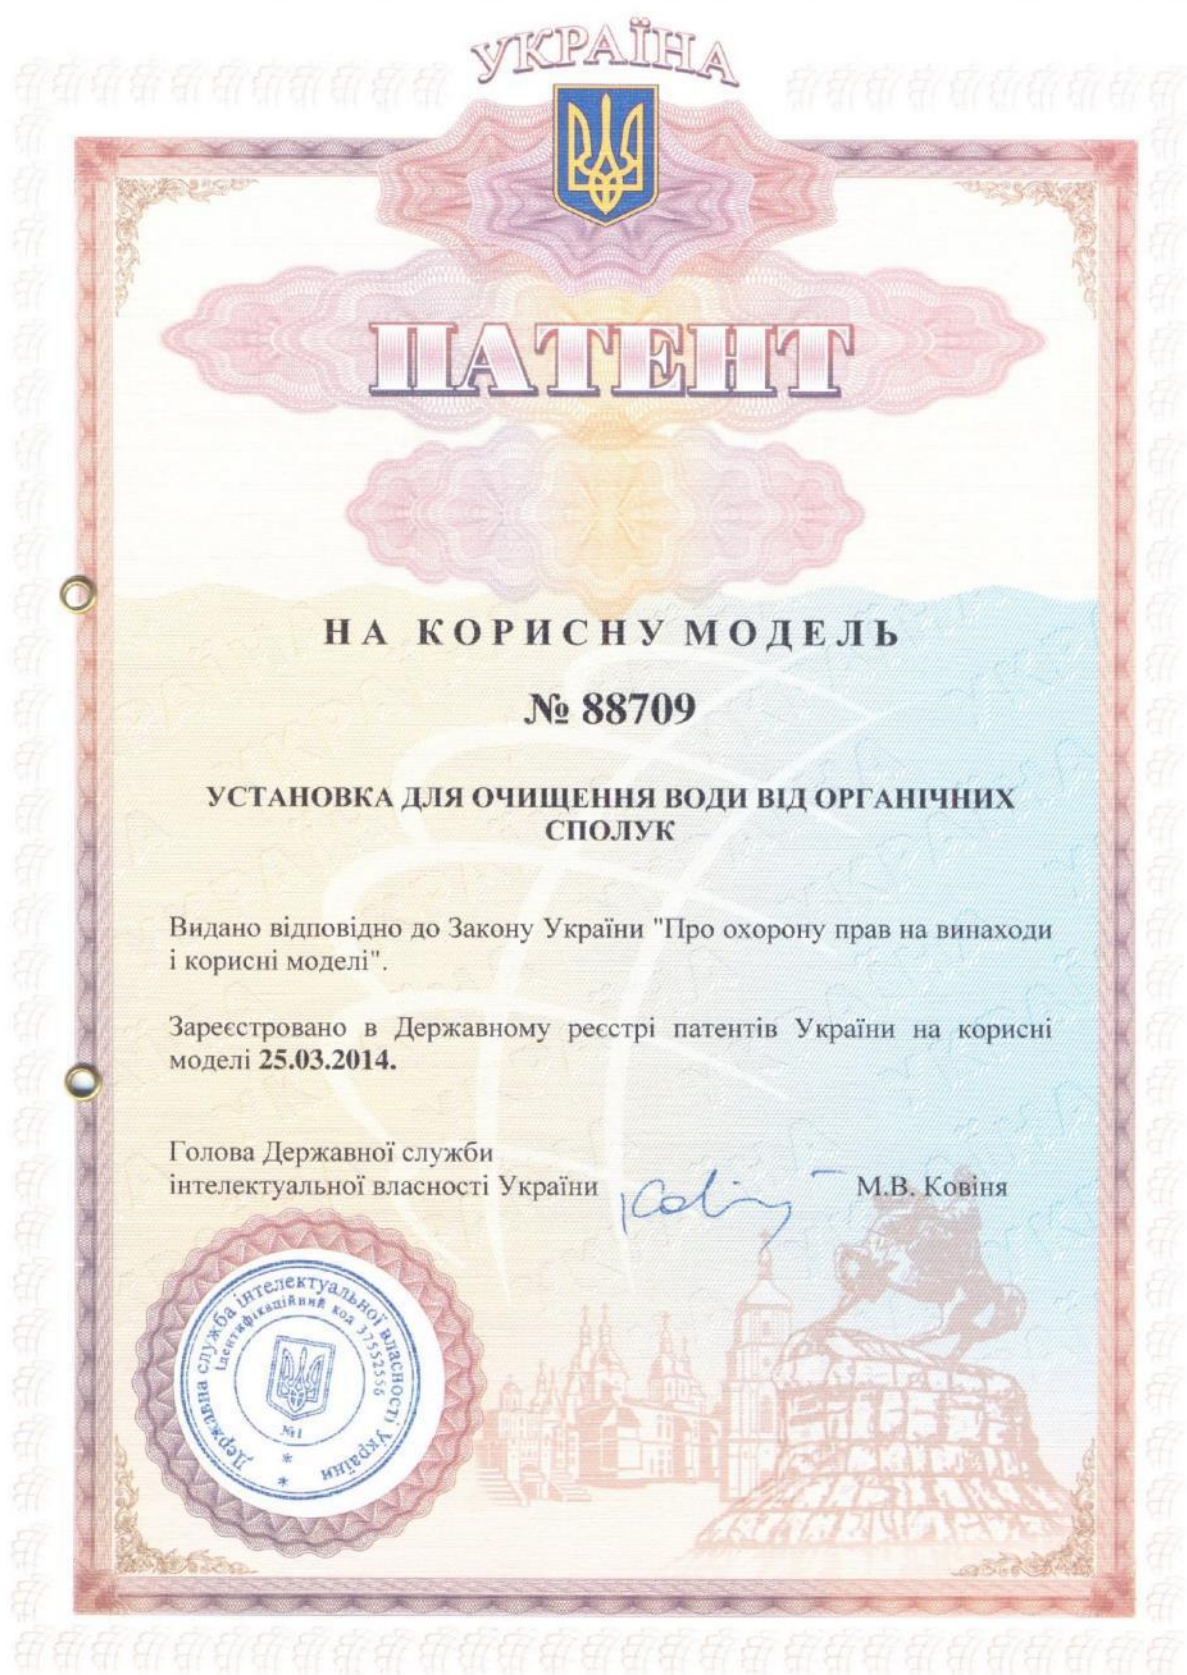 УКРАЇНА
ПАТЕНТ
НА КОРИСНУ МОДЕЛЬ
№ 88709
УСТАНОВКА ДЛЯ ОЧИЩЕННЯ ВОДИ ВІД ОРГАНІЧНИХ
СПОЛУК
Видано відповідно до Закону України "Про охорону прав на винаходи
і корисні моделі".
Зареєстровано в Державному реєстрі патентів України на корисні
моделі 25.03.2014.
Голова Державної служби
інтелектуальної власності України
М.В. Ковіня
Державна служба інтелектуальної власності України
Ідентифікаційний код 37552556
№1